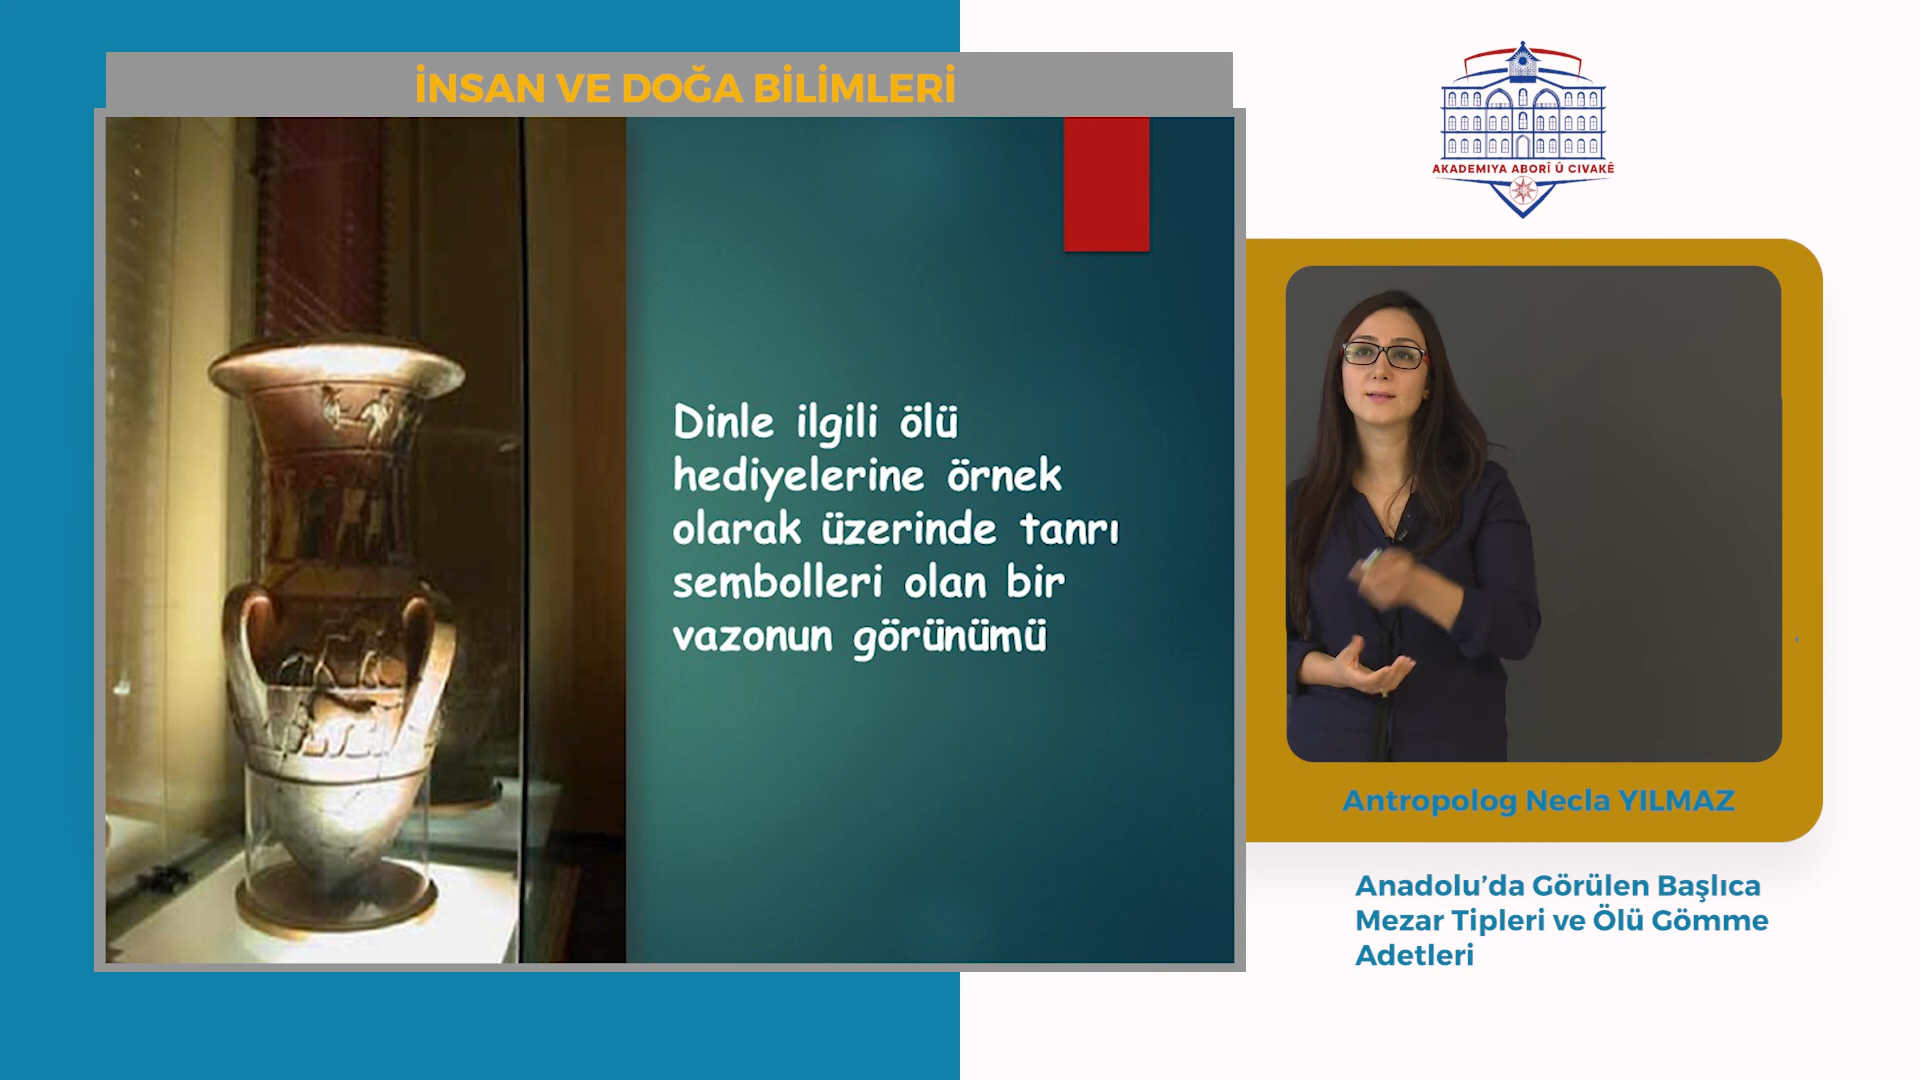 İNSAN VE DOĞA BİLİMLERİ
Dinle ilgili ölü
hediyelerine örnek
olarak üzerinde tanrı
sembolleri olan bir
vazonun görünümü
AKADEMIYA ABORÎ Û CIVAKÊ
Antropolog Necla YILMAZ
Anadolu’da Görülen Başlıca
Mezar Tipleri ve Ölü Gömme
Adetleri